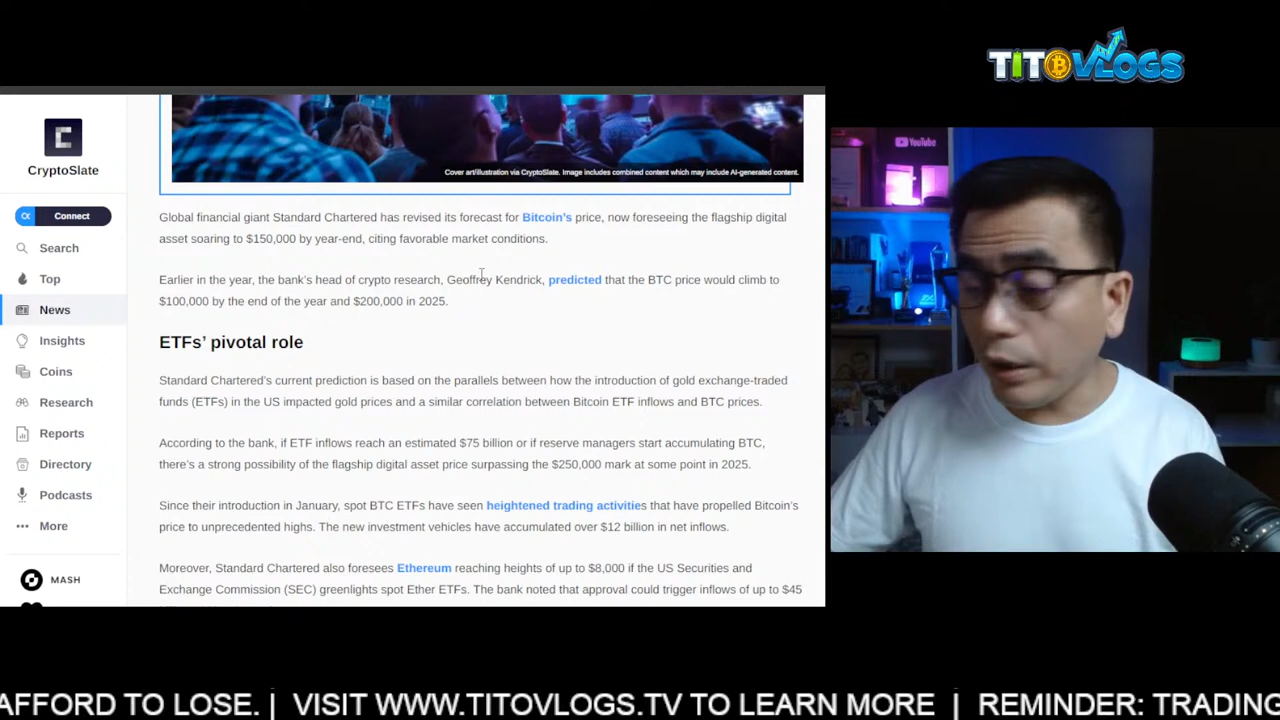 TITOVLOGS
YouTube
CryptoSlate
Connect
Search
Top
News
Insights
Coins
Research
Reports
Directory
Podcasts
More
MASH
Cover art/illustration via CryptoSlate. Image includes combined content which may include AI-generated content.
Global financial giant Standard Chartered has revised its forecast for Bitcoin's price, now foreseeing the flagship digital
asset soaring to $150,000 by year-end, citing favorable market conditions.
Earlier in the year, the bank's head of crypto research, Geoffrey Kendrick, predicted that the BTC price would climb to
$100,000 by the end of the year and $200,000 in 2025.
ETFs' pivotal role
Standard Chartered's current prediction is based on the parallels between how the introduction of gold exchange-traded
funds (ETFs) in the US impacted gold prices and a similar correlation between Bitcoin ETF inflows and BTC prices.
According to the bank, if ETF inflows reach an estimated $75 billion or if reserve managers start accumulating BTC,
there's a strong possibility of the flagship digital asset price surpassing the $250,000 mark at some point in 2025.
Since their introduction in January, spot BTC ETFs have seen heightened trading activities that have propelled Bitcoin's
price to unprecedented highs. The new investment vehicles have accumulated over $12 billion in net inflows.
Moreover, Standard Chartered also foresees Ethereum reaching heights of up to $8,000 if the US Securities and
Exchange Commission (SEC) greenlights spot Ether ETFs. The bank noted that approval could trigger inflows of up to $45
AFFORD TO LOSE. | VISIT WWW.TITOVLOGS.TV TO LEARN MORE | REMINDER: TRADING